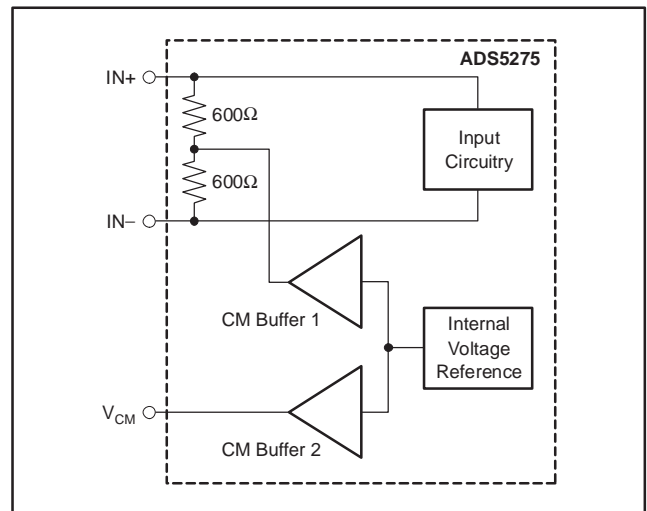 ADS5275
IN+
600Ω
Input
Circuitry
600Ω
IN−
CM Buffer 1
Internal
Voltage
Reference
VCM
CM Buffer 2